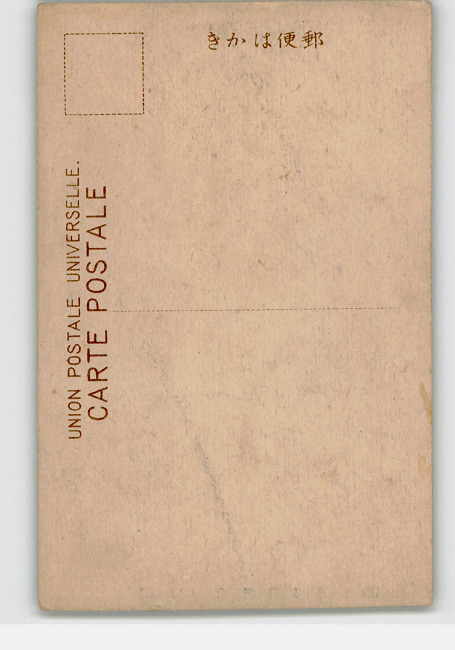 きかは便郵
UNION POSTALE UNIVERSELLE.
CARTE POSTALE